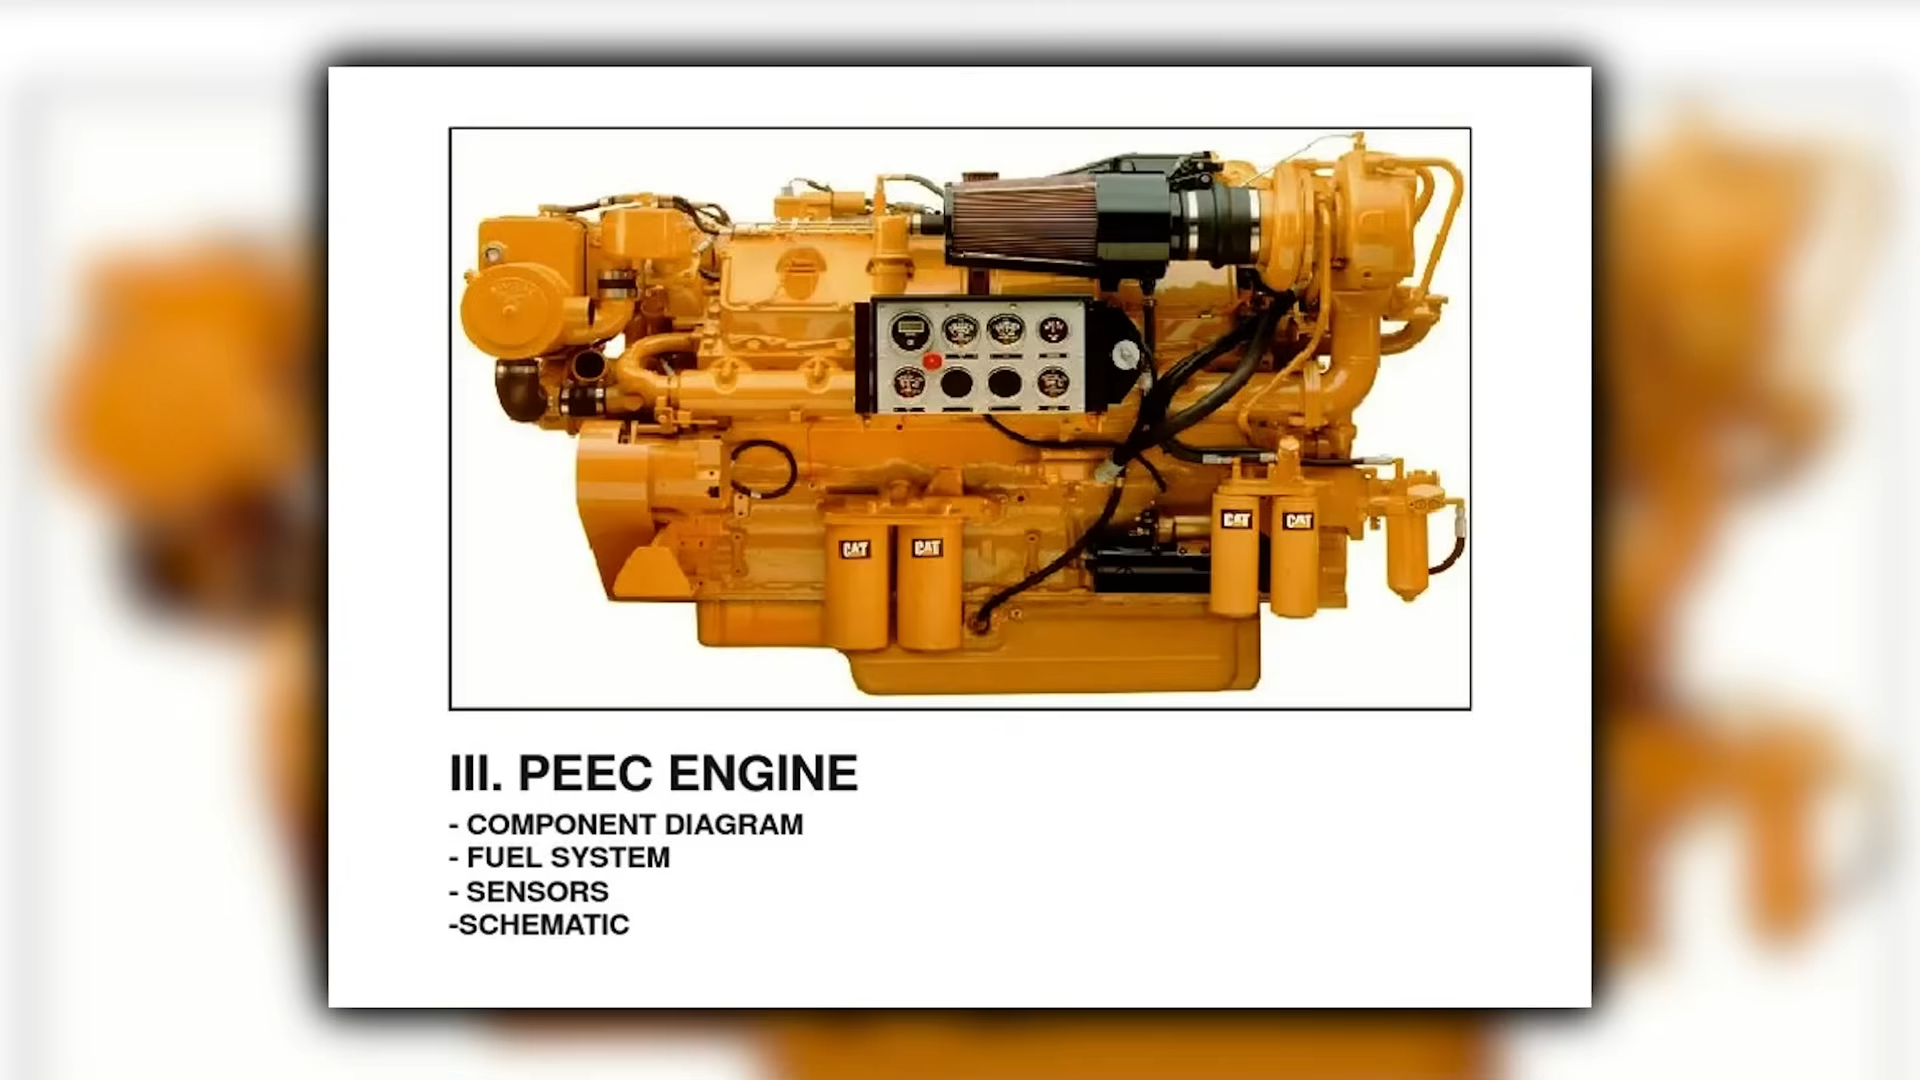 CAT
CAT
CAT
CAT
III. PEEC ENGINE
- COMPONENT DIAGRAM
- FUEL SYSTEM
- SENSORS
-SCHEMATIC